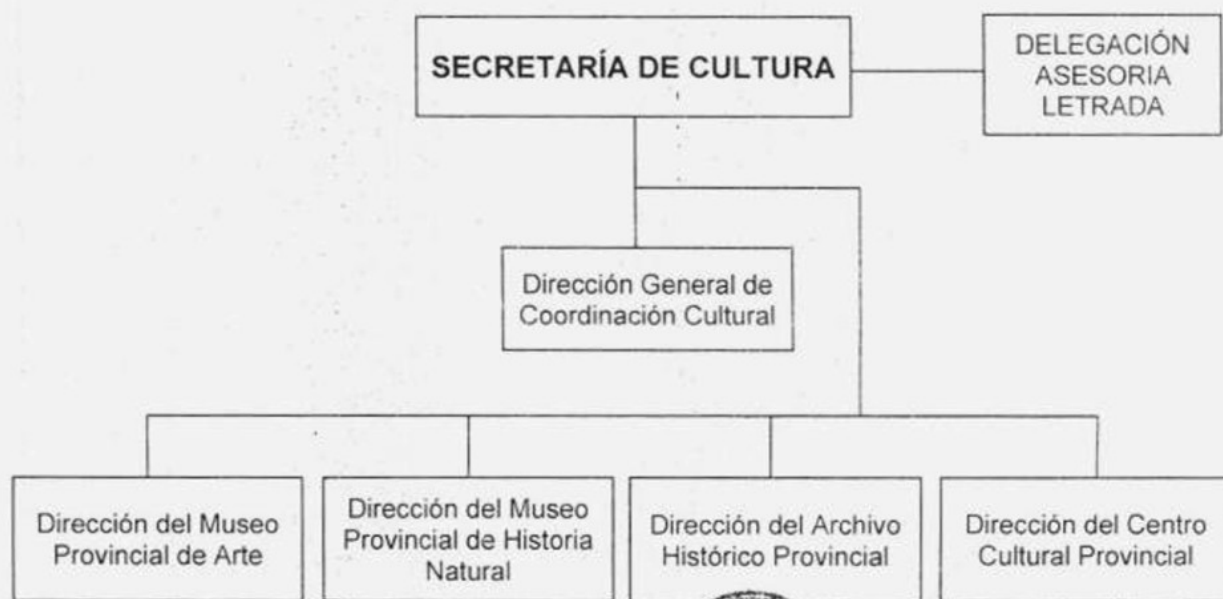 SECRETARÍA DE CULTURA
DELEGACIÓN
ASESORIA
LETRADA
Dirección General de
Coordinación Cultural
Dirección del Museo
Provincial de Arte
Dirección del Museo
Provincial de Historia
Natural
Dirección del Archivo
Histórico Provincial
Dirección del Centro
Cultural Provincial